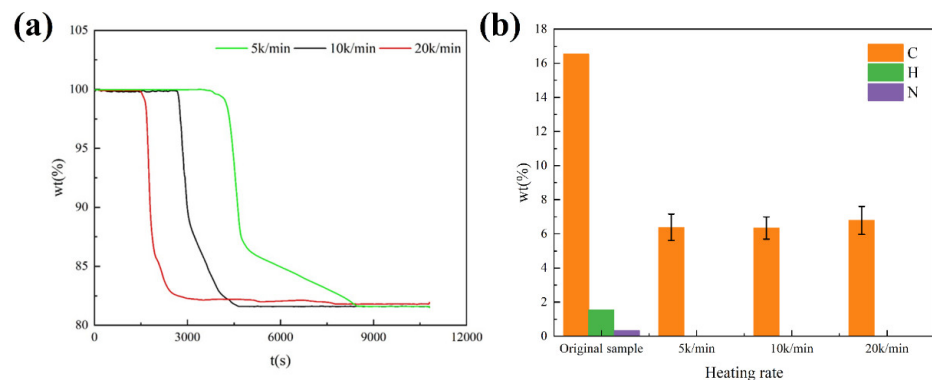 (a)
5k/min 10k/min 20k/min
105
100
95
90
85
80
wt(%)
0 3000 6000 9000 12000
t(s)
(b)
C
H
N
18
16
14
12
10
8
6
4
2
0
wt(%)
Original sample 5k/min 10k/min 20k/min
Heating rate